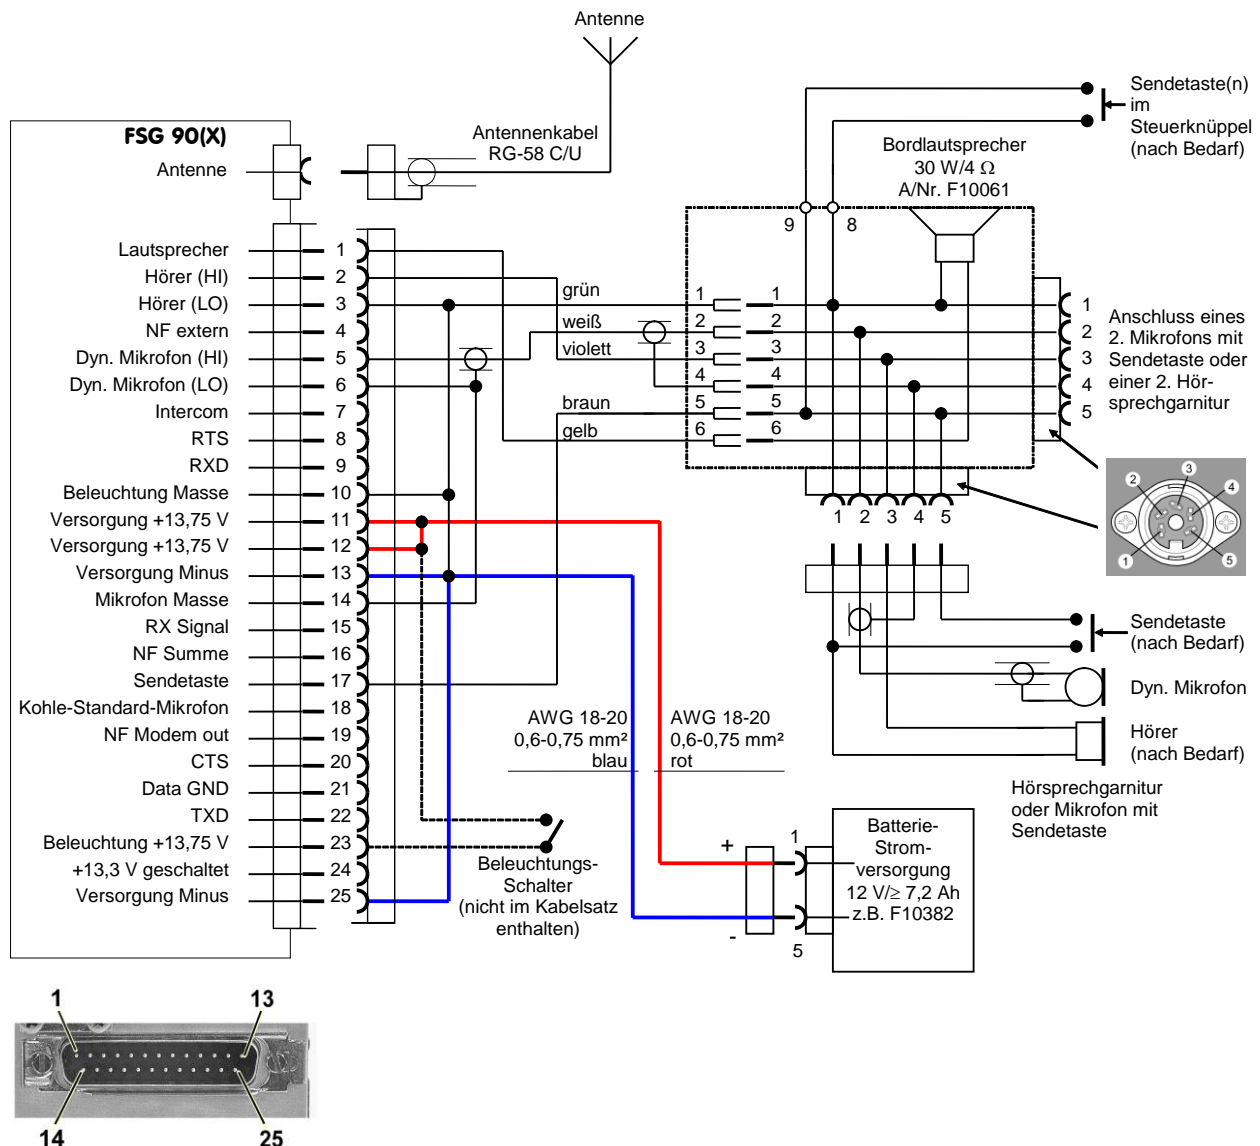 Antenne
FSG 90(X)
Antenne
Antennenkabel
RG-58 C/U
Sendetaste(n)
im
Steuerknüppel
(nach Bedarf)
Bordlautsprecher
30 W/4 Ω
A/Nr. F10061
9
8
Lautsprecher 1
Hörer (HI) 2
Hörer (LO) 3
NF extern 4
Dyn. Mikrofon (HI) 5
Dyn. Mikrofon (LO) 6
Intercom 7
RTS 8
RXD 9
Beleuchtung Masse 10
Versorgung +13,75 V 11
Versorgung +13,75 V 12
Versorgung Minus 13
Mikrofon Masse 14
RX Signal 15
NF Summe 16
Sendetaste 17
Kohle-Standard-Mikrofon 18
NF Modem out 19
CTS 20
Data GND 21
TXD 22
Beleuchtung +13,75 V 23
+13,3 V geschaltet 24
Versorgung Minus 25
grün 1 1 1
weiß 2 2 2
violett 3 3 3
4 4 4
braun 5 5 5
gelb 6 6
Anschluss eines
2. Mikrofons mit
Sendetaste oder
einer 2. Hör-
sprechgarnitur
1 2 3 4 5
3
2 4
1 5
Sendetaste
(nach Bedarf)
Dyn. Mikrofon
Hörer
(nach Bedarf)
Hörsprechgarnitur
oder Mikrofon mit
Sendetaste
AWG 18-20
0,6-0,75 mm²
blau
AWG 18-20
0,6-0,75 mm²
rot
Beleuchtungs-
Schalter
(nicht im Kabelsatz
enthalten)
+
-
1
5
Batterie-
Strom-
versorgung
12 V/≥ 7,2 Ah
z.B. F10382
1 13
14 25